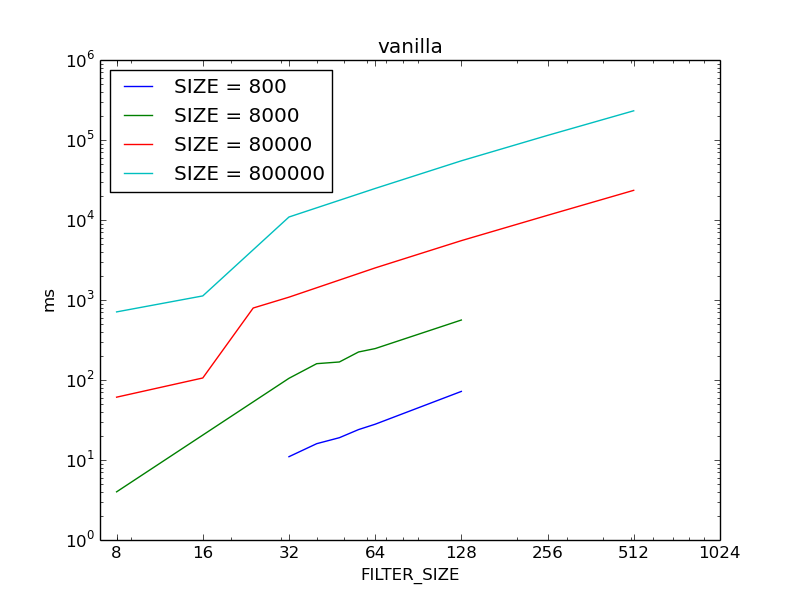 vanilla
10^6
10^5
10^4
10^3
10^2
10^1
10^0
ms
SIZE = 800
SIZE = 8000
SIZE = 80000
SIZE = 800000
8 16 32 64 128 256 512 1024
FILTER_SIZE